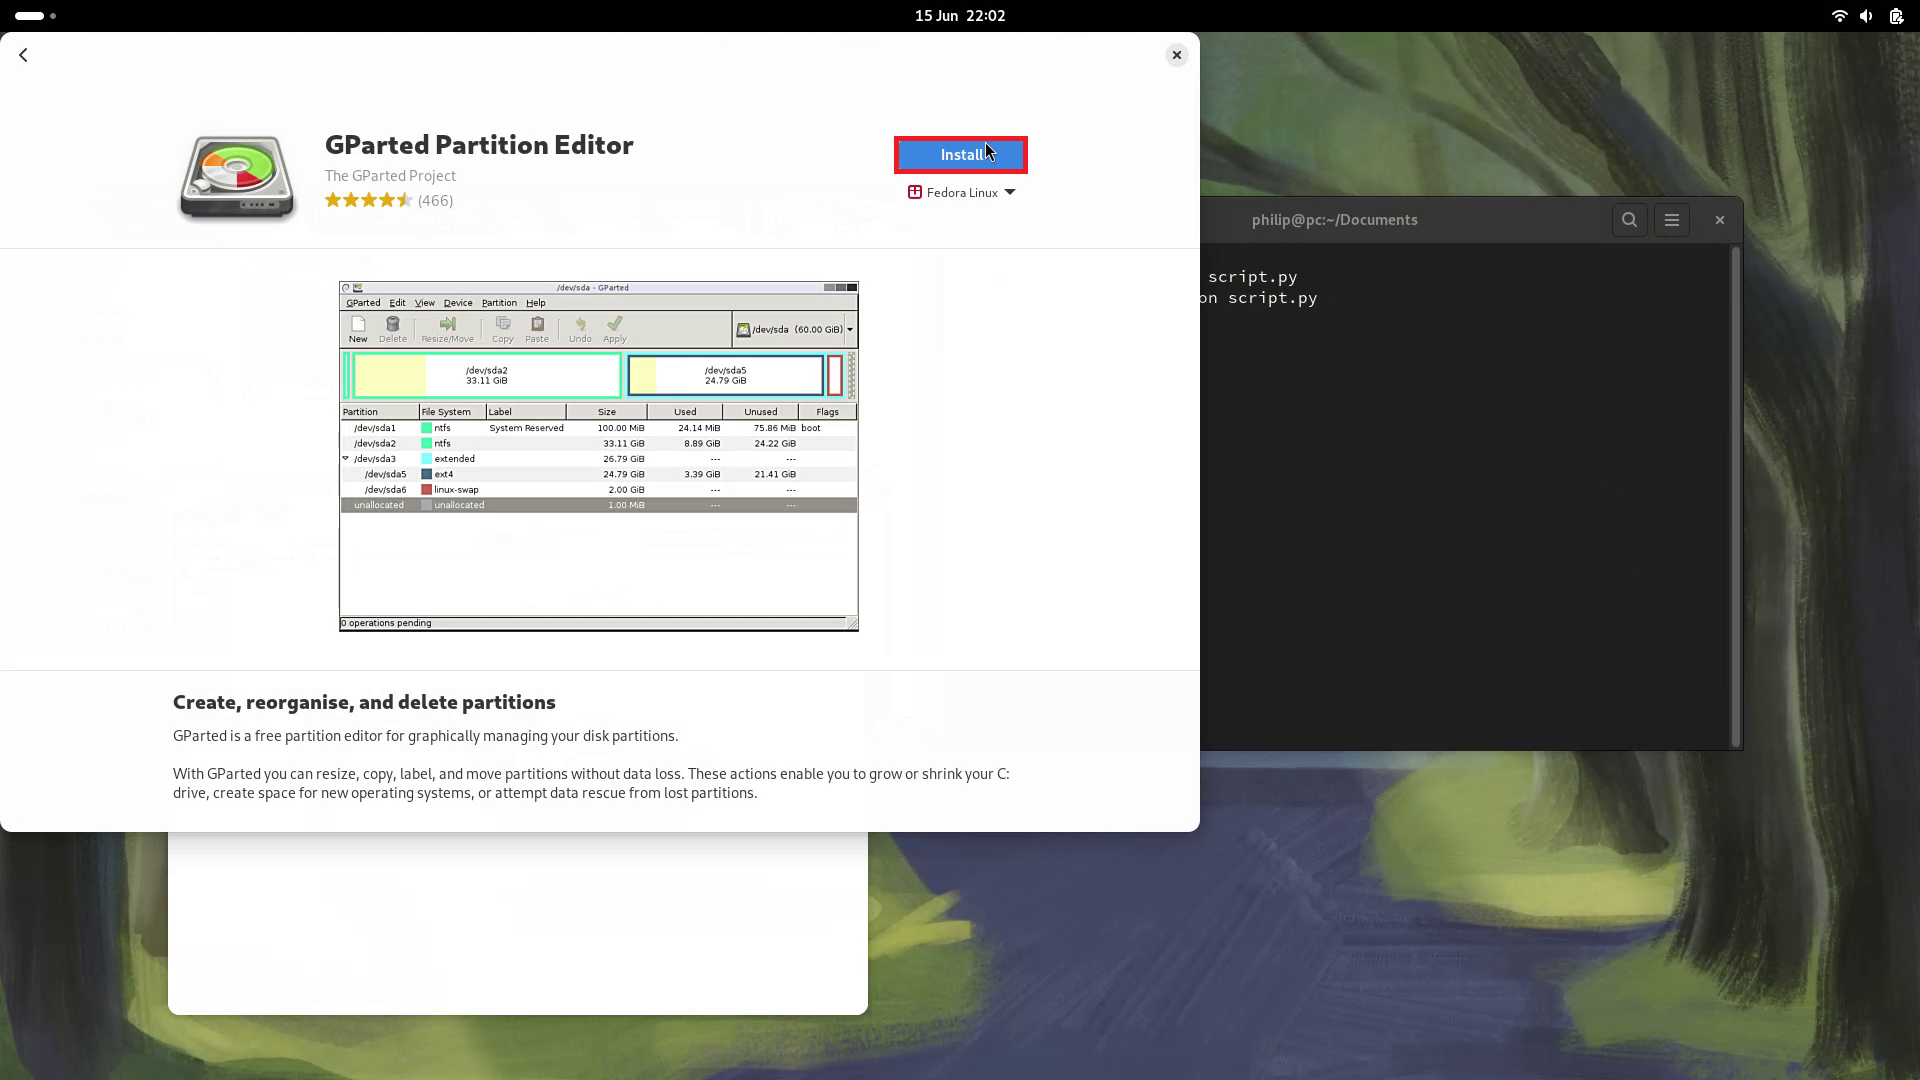 15 Jun 22:02
GParted Partition Editor
The GParted Project
(466)
Install
Fedora Linux
philip@pc:~/Documents
script.py
on script.py
/dev/sda - GParted
GParted Edit View Device Partition Help
New Delete Resize/Move Copy Paste Undo Apply
/dev/sda (60.00 GiB)
/dev/sda2
33.11 GiB
/dev/sda5
24.79 GiB
Partition File System Label Size Used Unused Flags
/dev/sda1 ntfs System Reserved 100.00 MiB 24.14 MiB 75.86 MiB boot
/dev/sda2 ntfs 33.11 GiB 8.89 GiB 24.22 GiB
/dev/sda3 extended 26.79 GiB --- ---
/dev/sda5 ext4 24.79 GiB 3.39 GiB 21.41 GiB
/dev/sda6 linux-swap 2.00 GiB --- ---
unallocated unallocated 1.00 MiB --- ---
0 operations pending
Create, reorganise, and delete partitions
GParted is a free partition editor for graphically managing your disk partitions.
With GParted you can resize, copy, label, and move partitions without data loss. These actions enable you to grow or shrink your C:
drive, create space for new operating systems, or attempt data rescue from lost partitions.